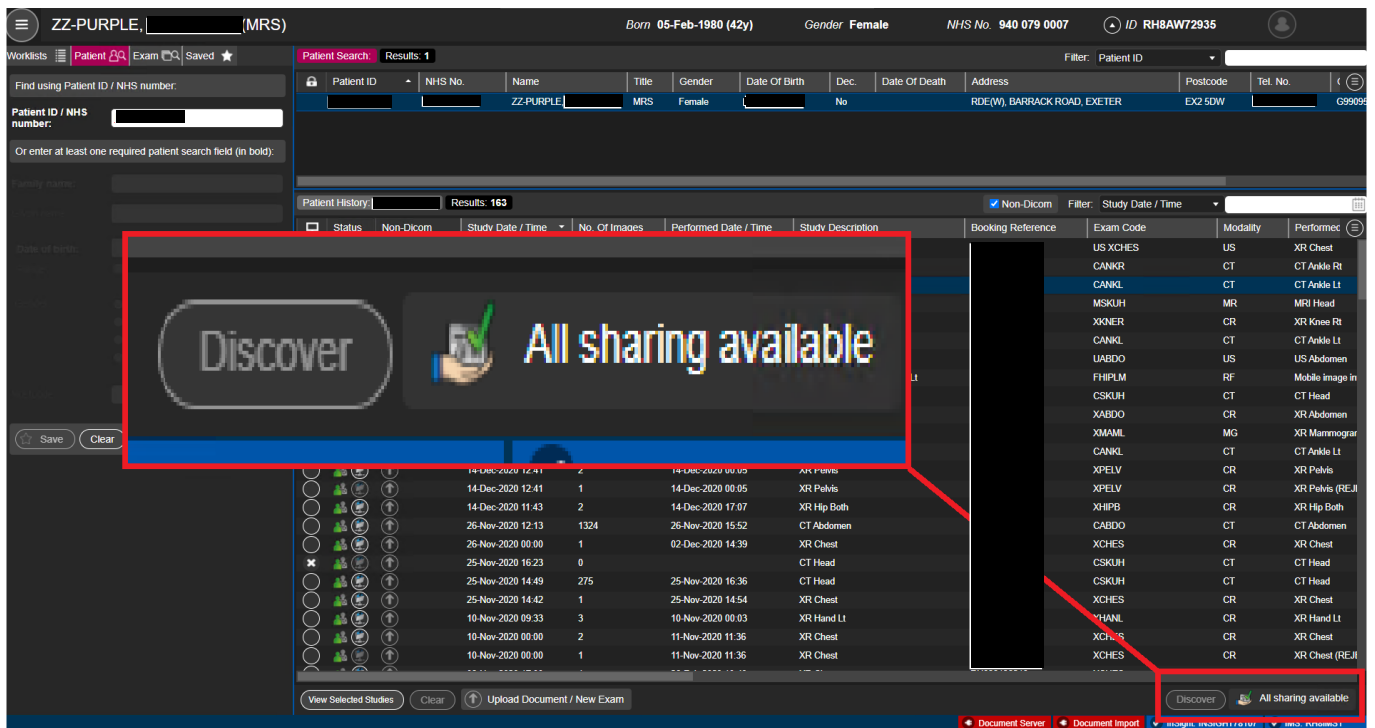 ZZ-PURPLE, (MRS) Born 05-Feb-1980 (42y) Gender Female NHS No. 940 079 0007 ID RH8AW72935
Worklists Patient Exam Saved Patient Search: Results: 1 Filter: Patient ID
Find using Patient ID / NHS number: Patient ID NHS No. Name Title Gender Date Of Birth Dec. Date Of Death Address Postcode Tel. No.
Patient ID / NHS number: ZZ-PURPLE, MRS Female No RDE(W), BARRACK ROAD, EXETER EX2 5DW G99095
Or enter at least one required patient search field (in bold):
Family name:
Patient History: Results: 163 Non-Dicom Filter: Study Date / Time
Status Non-Dicom Study Date / Time No. Of Images Performed Date / Time Study Description Booking Reference Exam Code Modality Performed
Date of birth:
US XCHES US XR Chest
CANKR CT CT Ankle Rt
CANKL CT CT Ankle Lt
MSKUH MR MRI Head
XKNER CR XR Knee Rt
CANKL CT CT Ankle Lt
UABDO US US Abdomen
Lt FHIPLM RF Mobile image in
CSKUH CT CT Head
XABDO CR XR Abdomen
XMAML MG XR Mammogram
CANKL CT CT Ankle Lt
Discover All sharing available
Save Clear
14-Dec-2020 12:41 2 14-Dec-2020 00:05 XR Pelvis XPELV CR XR Pelvis
14-Dec-2020 12:41 1 14-Dec-2020 00:05 XR Pelvis XPELV CR XR Pelvis (REJE
14-Dec-2020 11:43 2 14-Dec-2020 17:07 XR Hip Both XHIPB CR XR Hip Both
26-Nov-2020 12:13 1324 26-Nov-2020 15:52 CT Abdomen CABDO CT CT Abdomen
26-Nov-2020 00:00 1 02-Dec-2020 14:39 XR Chest XCHES CR XR Chest
25-Nov-2020 16:23 0 CT Head CSKUH CT CT Head
25-Nov-2020 14:49 275 25-Nov-2020 16:36 CT Head CSKUH CT CT Head
25-Nov-2020 14:42 1 25-Nov-2020 14:54 XR Chest XCHES CR XR Chest
10-Nov-2020 09:33 3 10-Nov-2020 00:03 XR Hand Lt XHANL CR XR Hand Lt
10-Nov-2020 00:00 2 11-Nov-2020 11:36 XR Chest XCHES CR XR Chest
10-Nov-2020 00:00 1 11-Nov-2020 11:36 XR Chest XCHES CR XR Chest (REJE
View Selected Studies Clear Upload Document / New Exam Discover All sharing available
Document Server Document Import